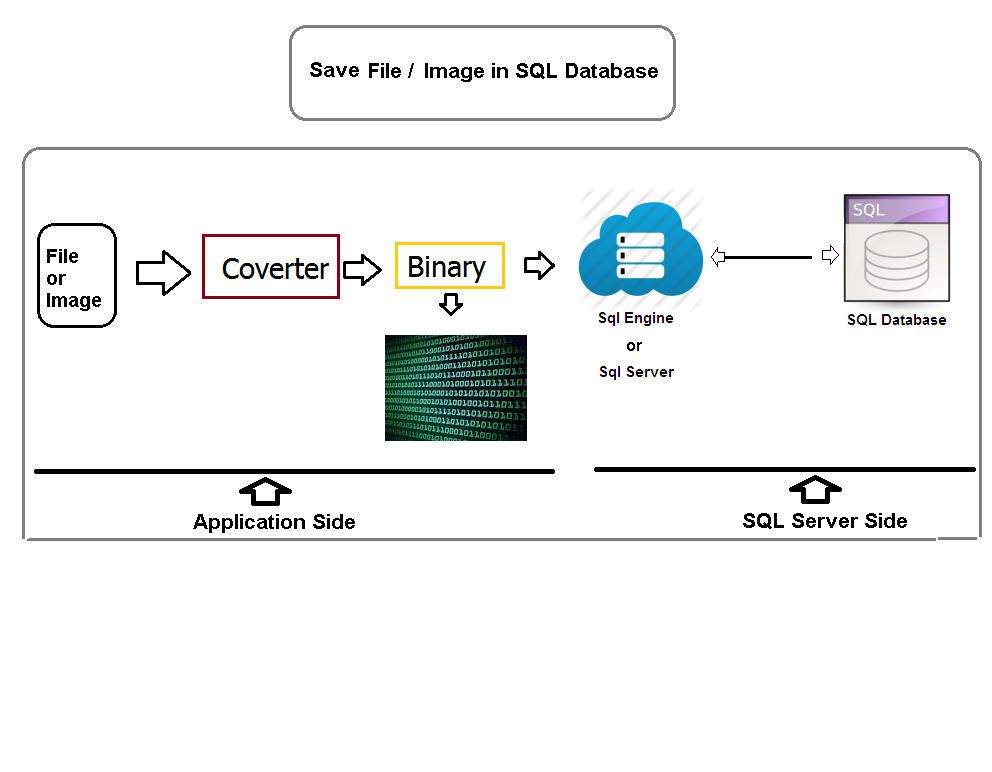 Save File / Image in SQL Database
File
or
Image
Coverter
Binary
SQL
Sql Engine
or
Sql Server
SQL Database
Application Side
SQL Server Side